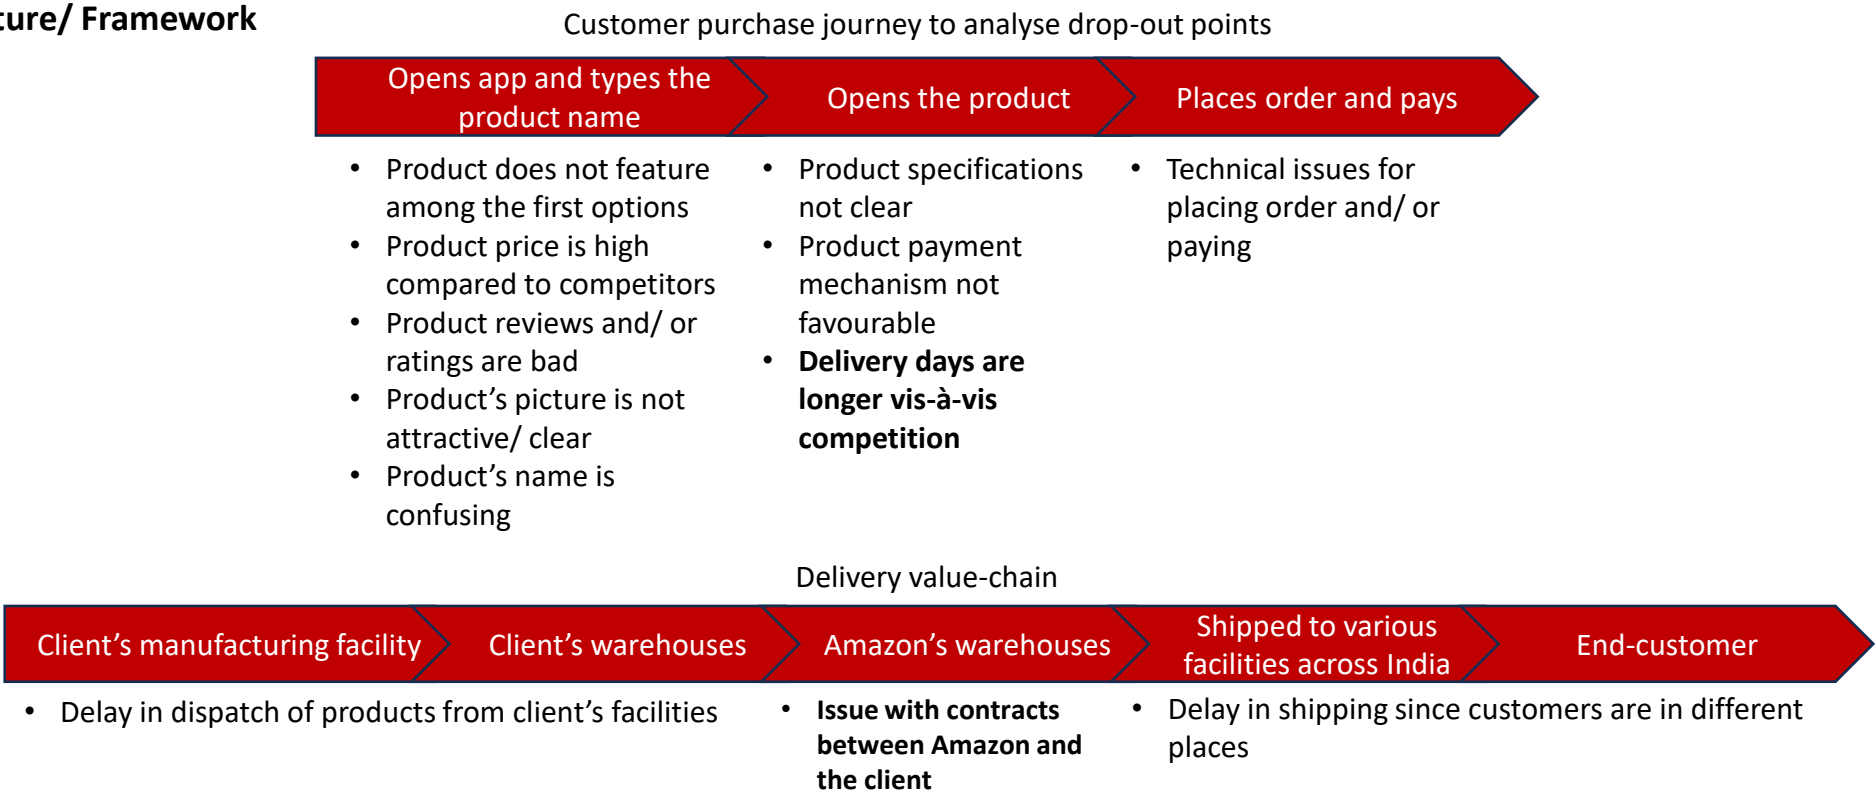 ture/ Framework
Customer purchase journey to analyse drop-out points
Opens app and types the
product name
Opens the product
Places order and pays
• Product does not feature
among the first options
• Product price is high
compared to competitors
• Product reviews and/ or
ratings are bad
• Product’s picture is not
attractive/ clear
• Product’s name is
confusing
• Product specifications
not clear
• Product payment
mechanism not
favourable
• Delivery days are
longer vis-à-vis
competition
• Technical issues for
placing order and/ or
paying
Delivery value-chain
Client’s manufacturing facility
Client’s warehouses
Amazon’s warehouses
Shipped to various
facilities across India
End-customer
• Delay in dispatch of products from client’s facilities
• Issue with contracts
between Amazon and
the client
• Delay in shipping since customers are in different
places